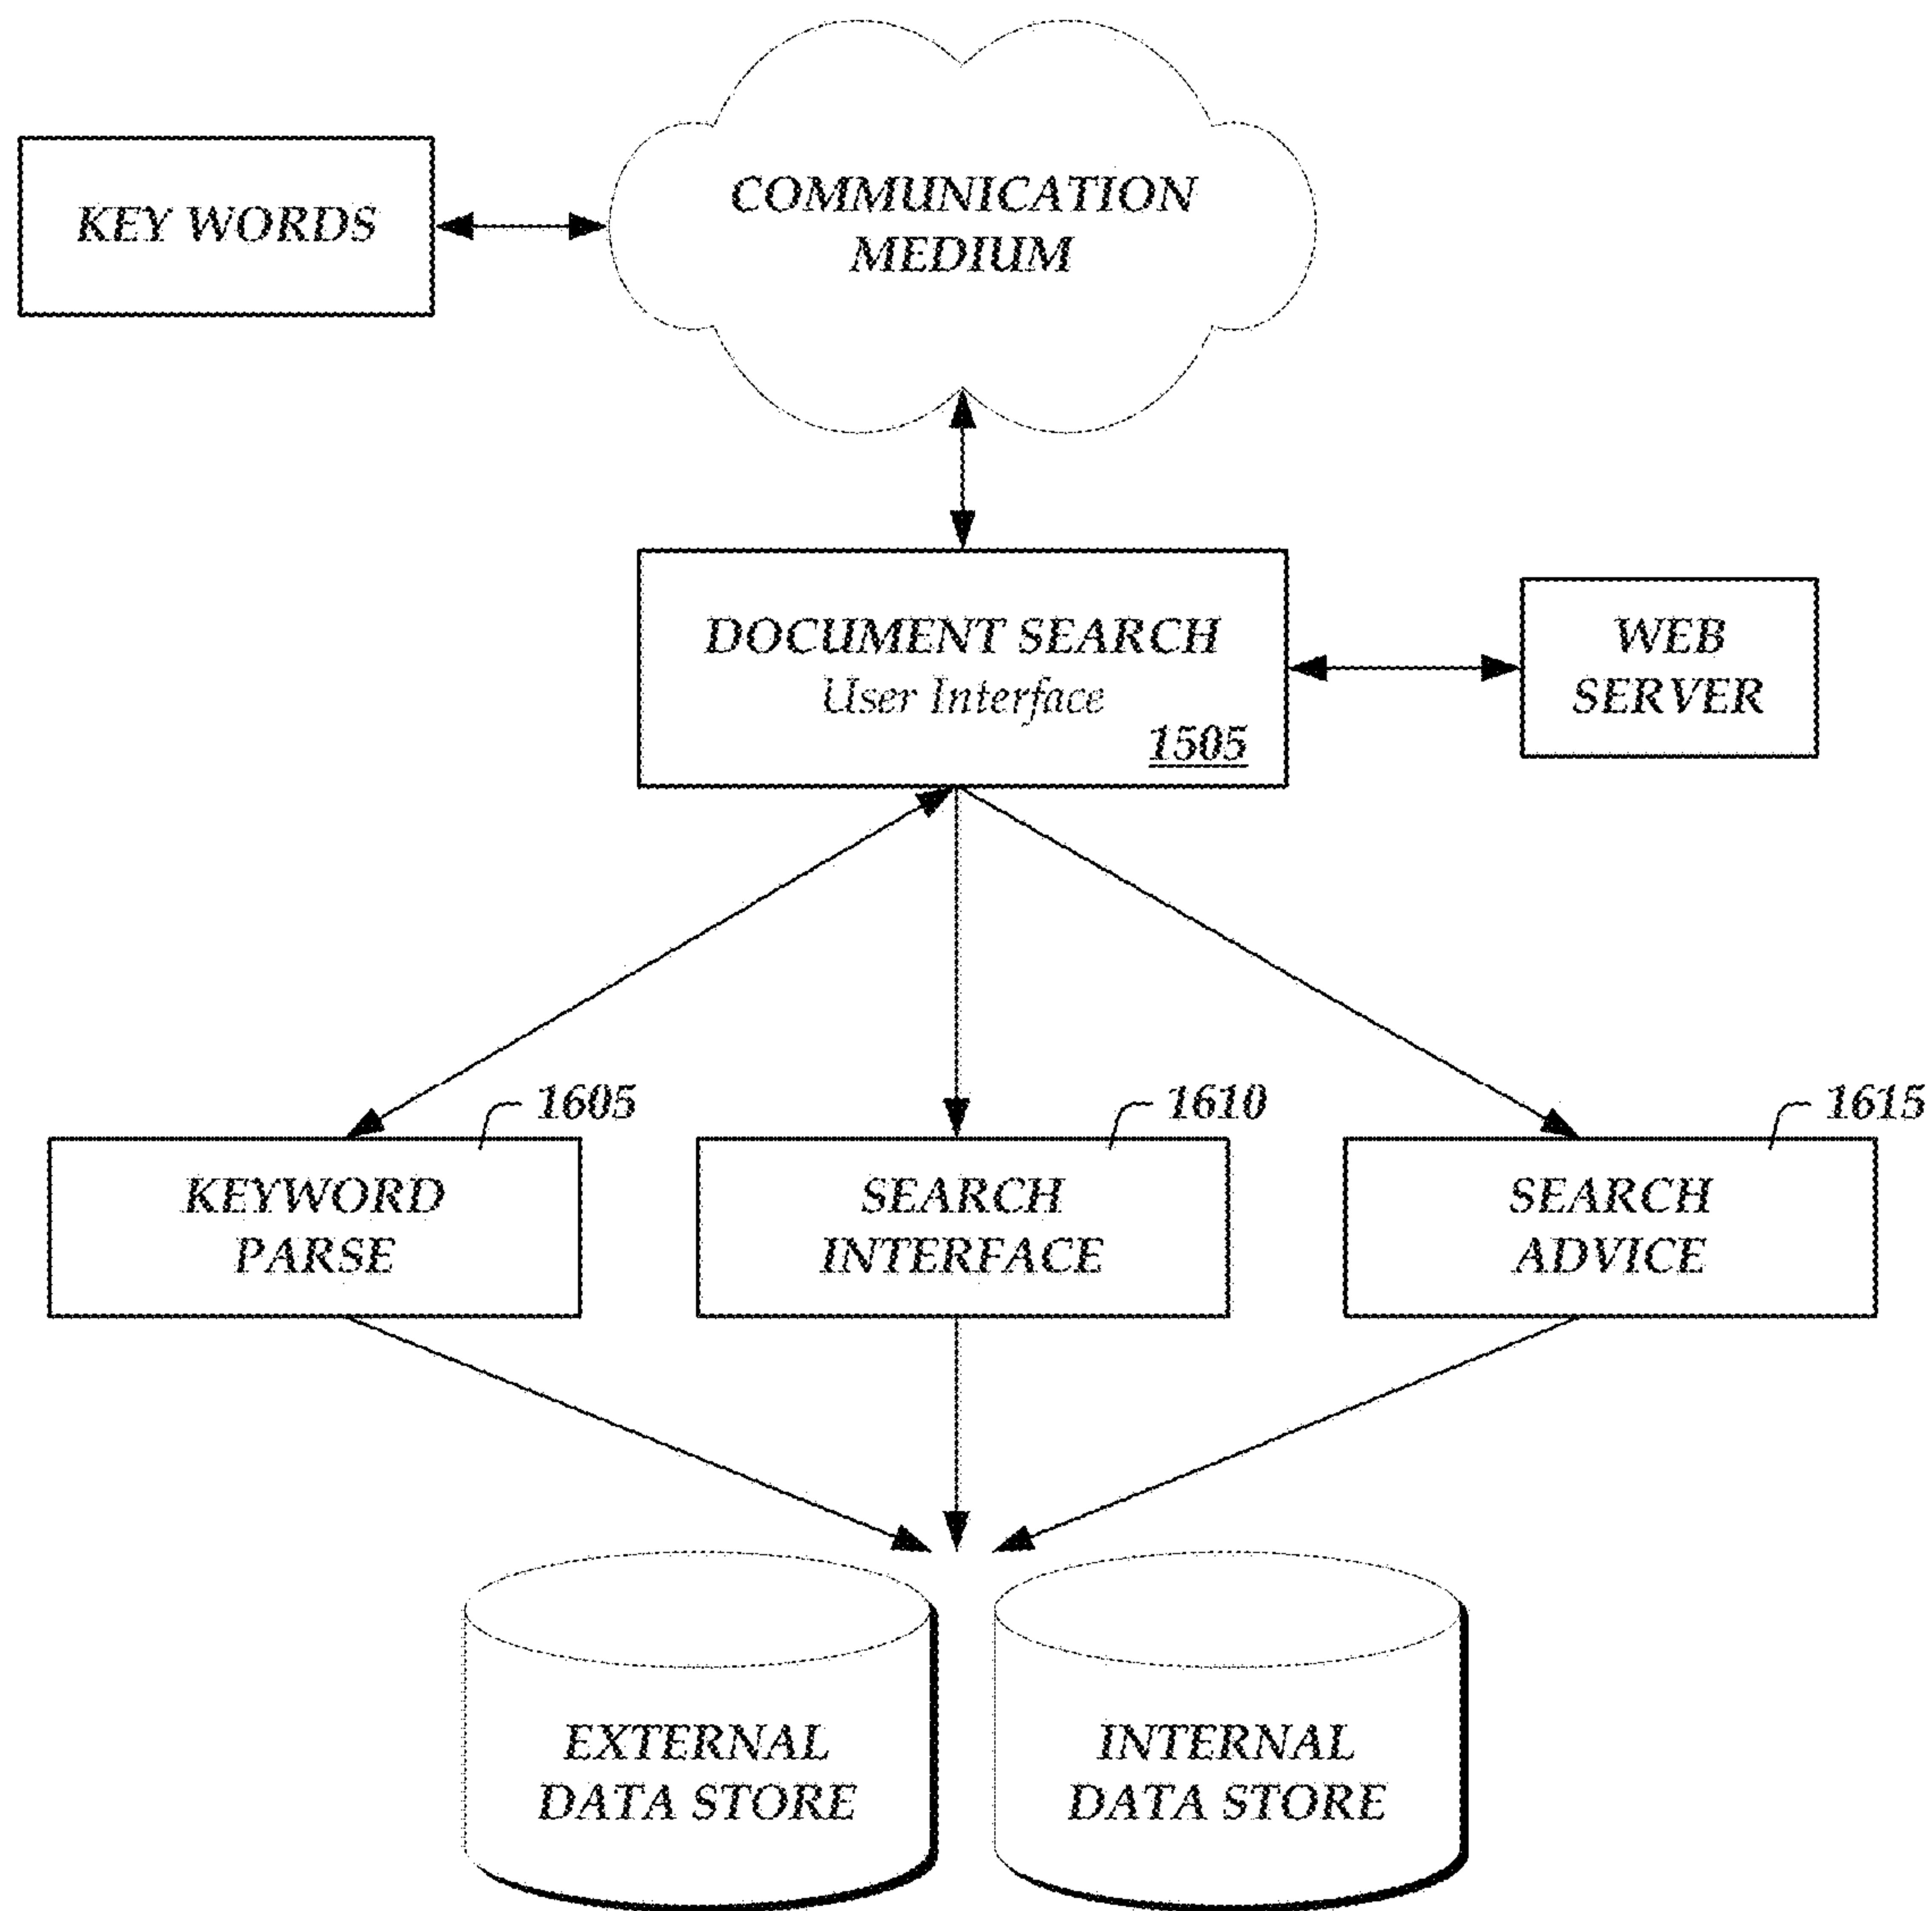 COMMUNICATION
MEDIUM
KEY WORDS
DOCUMENT SEARCH
User Interface
1505
WEB
SERVER
1605
KEYWORD
PARSE
1610
SEARCH
INTERFACE
1615
SEARCH
ADVICE
EXTERNAL
DATA STORE
INTERNAL
DATA STORE